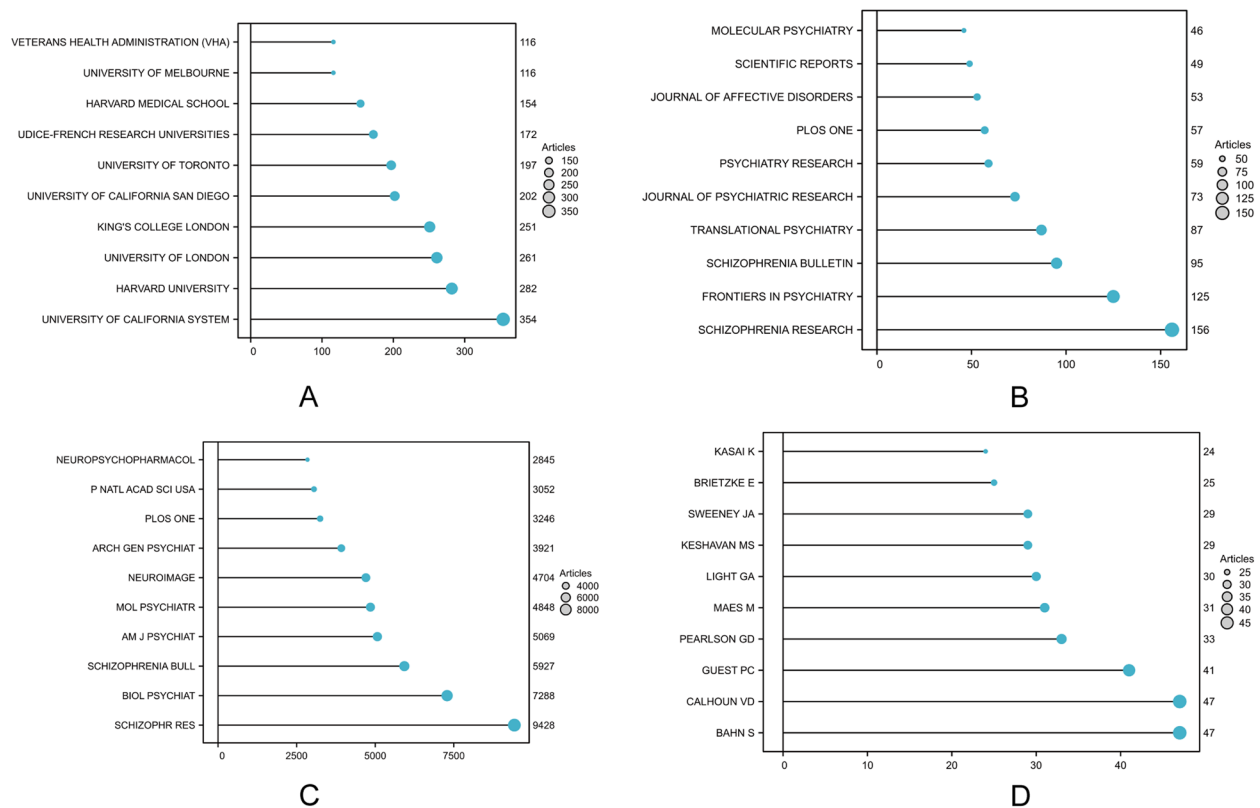 VETERANS HEALTH ADMINISTRATION (VHA) 116
UNIVERSITY OF MELBOURNE 116
HARVARD MEDICAL SCHOOL 154
UDICE-FRENCH RESEARCH UNIVERSITIES 172
UNIVERSITY OF TORONTO 197
UNIVERSITY OF CALIFORNIA SAN DIEGO 202
KING'S COLLEGE LONDON 251
UNIVERSITY OF LONDON 261
HARVARD UNIVERSITY 282
UNIVERSITY OF CALIFORNIA SYSTEM 354
0 100 200 300
Articles
150
200
250
300
350
A
MOLECULAR PSYCHIATRY 46
SCIENTIFIC REPORTS 49
JOURNAL OF AFFECTIVE DISORDERS 53
PLOS ONE 57
PSYCHIATRY RESEARCH 59
JOURNAL OF PSYCHIATRIC RESEARCH 73
TRANSLATIONAL PSYCHIATRY 87
SCHIZOPHRENIA BULLETIN 95
FRONTIERS IN PSYCHIATRY 125
SCHIZOPHRENIA RESEARCH 156
0 50 100 150
Articles
50
75
100
125
150
B
NEUROPSYCHOPHARMACOL 2845
P NATL ACAD SCI USA 3052
PLOS ONE 3246
ARCH GEN PSYCHIAT 3921
NEUROIMAGE 4704
MOL PSYCHIATR 4848
AM J PSYCHIAT 5069
SCHIZOPHRENIA BULL 5927
BIOL PSYCHIAT 7288
SCHIZOPHR RES 9428
0 2500 5000 7500
Articles
4000
6000
8000
C
KASAI K 24
BRIETZKE E 25
SWEENEY JA 29
KESHAVAN MS 29
LIGHT GA 30
MAES M 31
PEARLSON GD 33
GUEST PC 41
CALHOUN VD 47
BAHN S 47
0 10 20 30 40
Articles
25
30
35
40
45
D